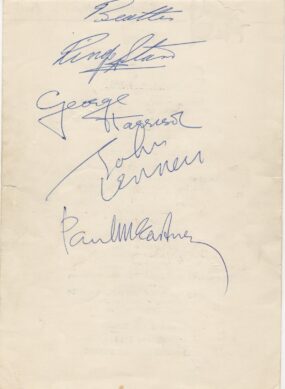 Beatles
Ringo Starr
George
Harrison
John
Lennon
Paul McCartney